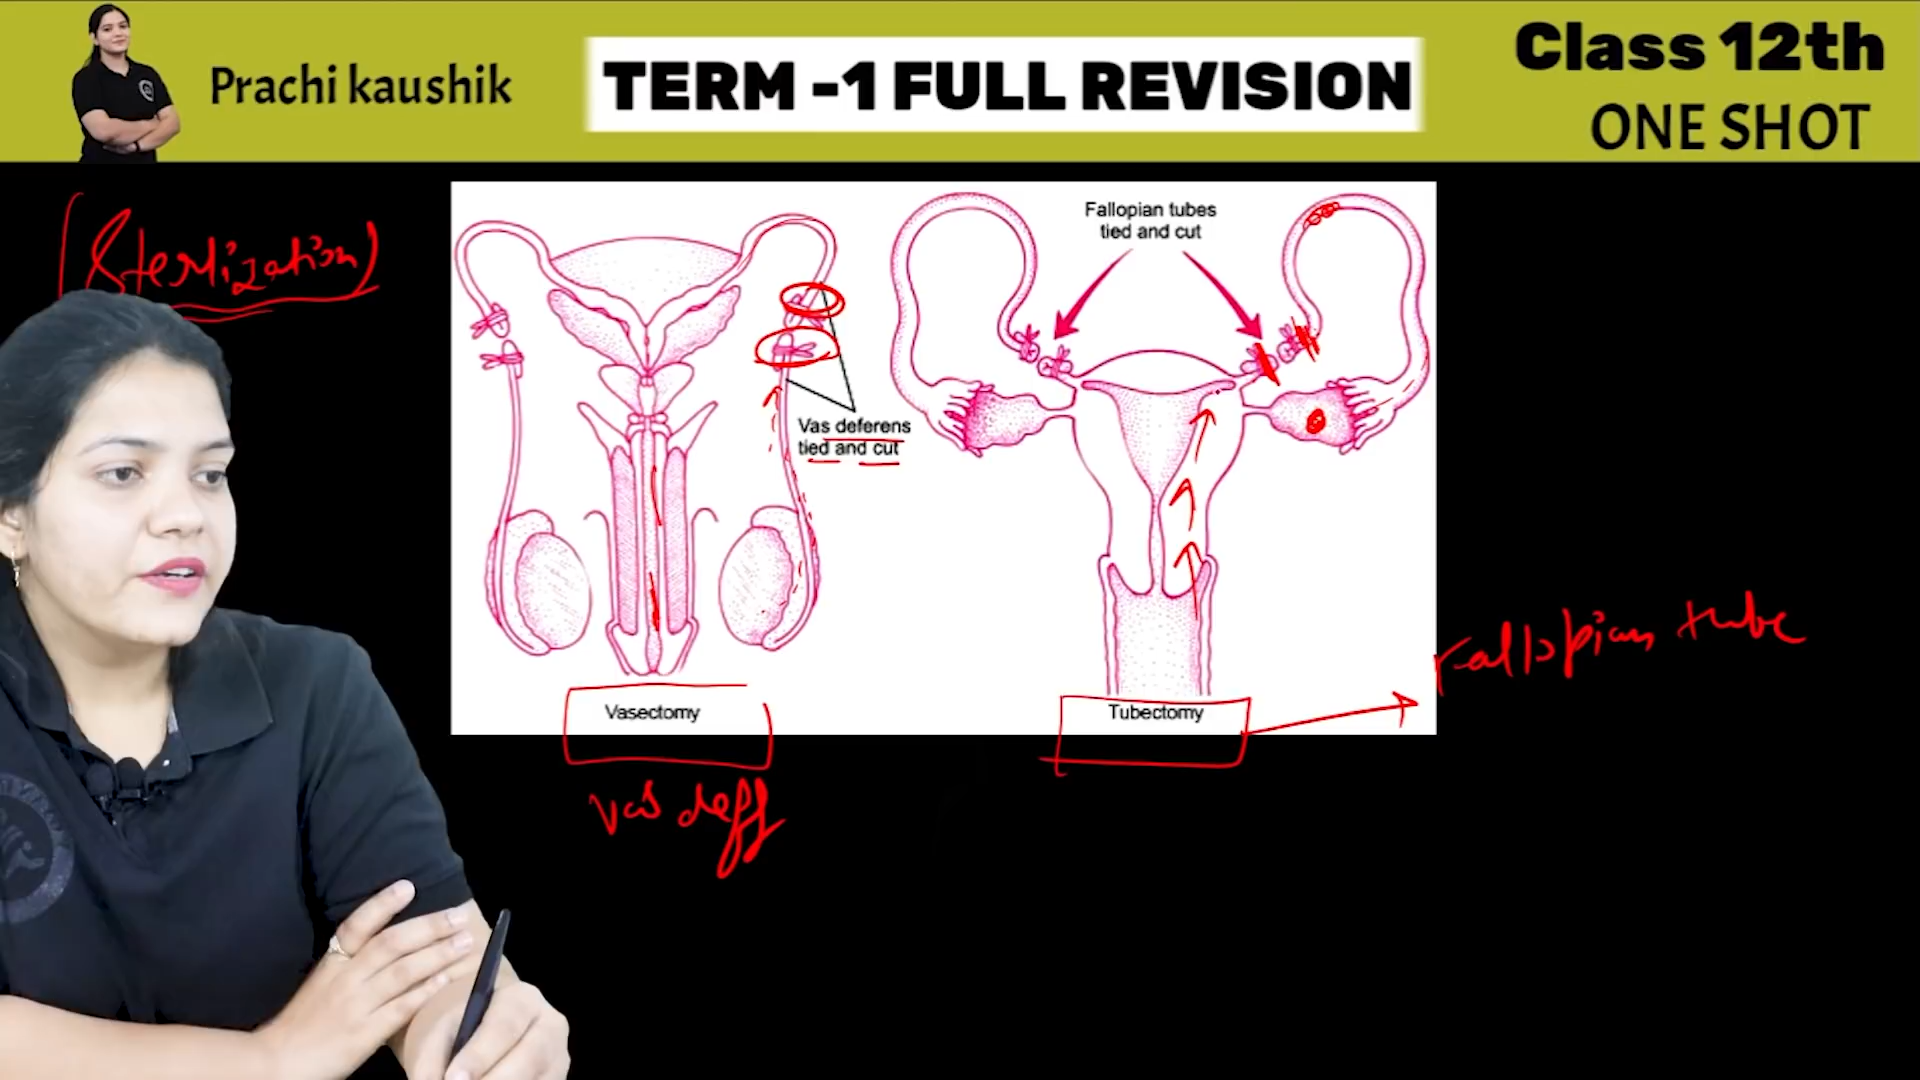 Prachi kaushik
TERM -1 FULL REVISION
Class 12th
ONE SHOT
(Sterlization)
Fallopian tubes
tied and cut
Vas deferens
tied and cut
Vasectomy
Tubectomy
Fallopian tube
vas deff